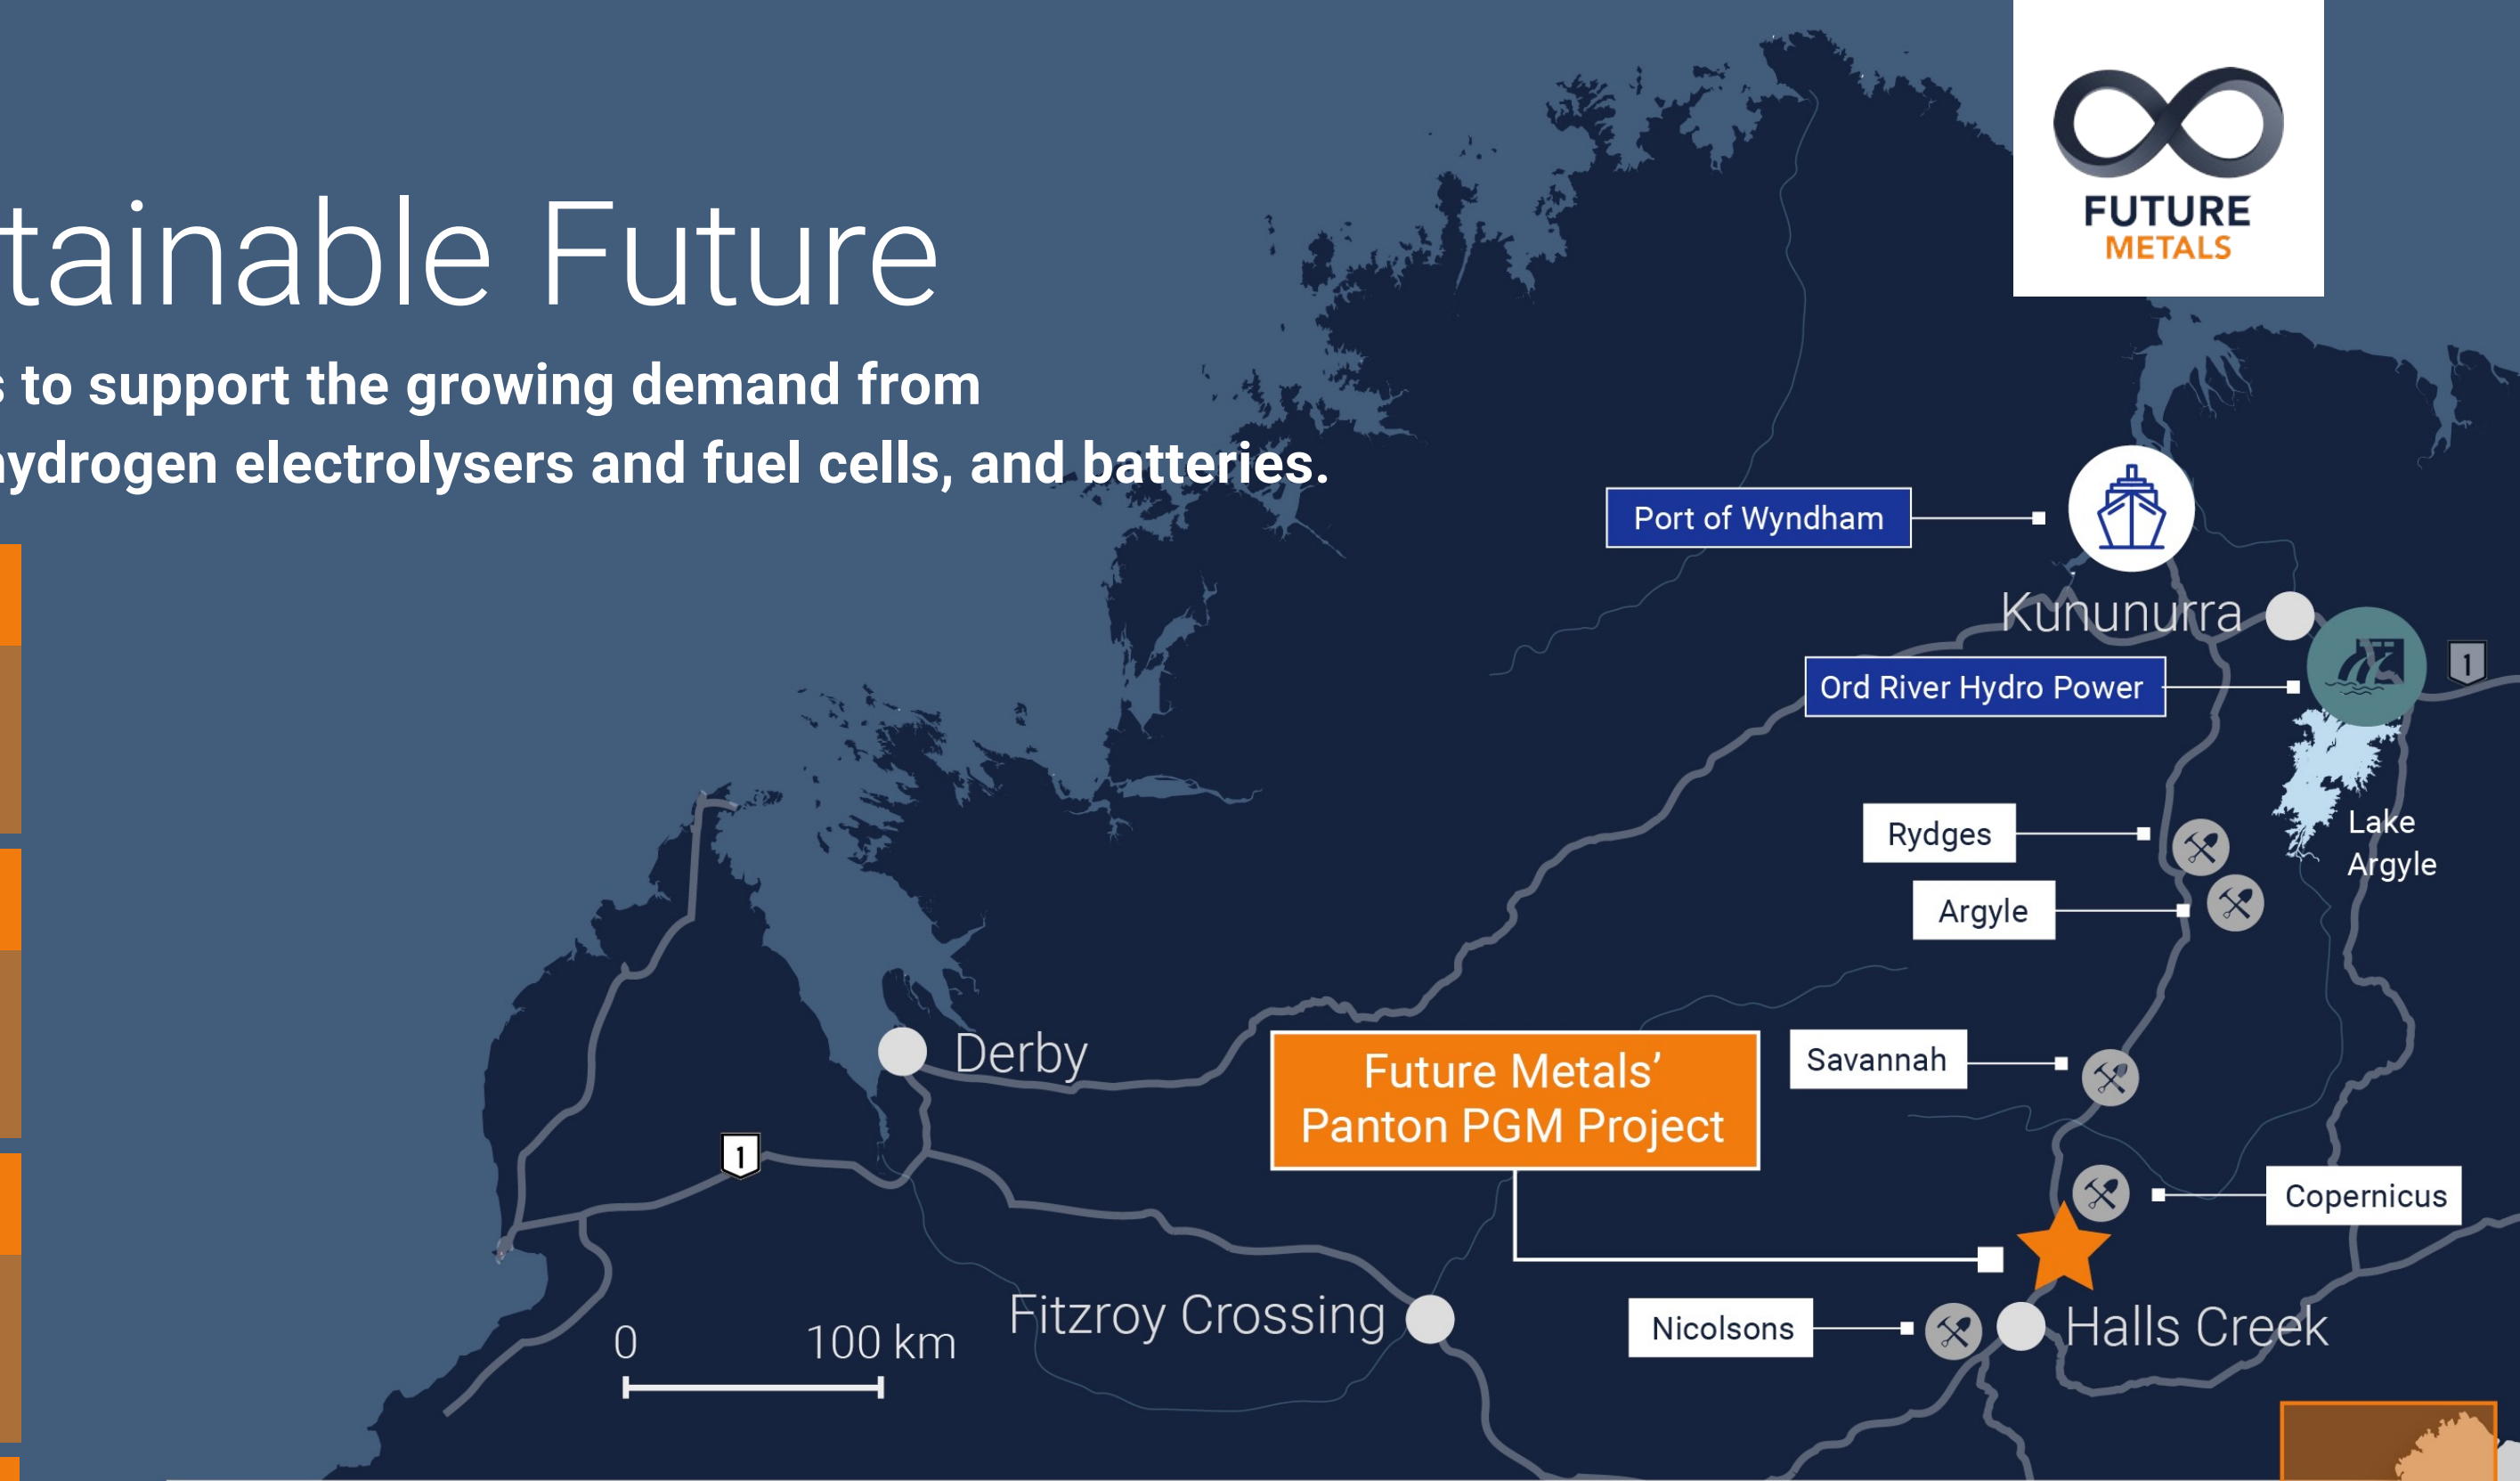 tainable Future
to support the growing demand from
hydrogen electrolysers and fuel cells, and batteries.
FUTURE
METALS
Port of Wyndham
Kununurra
Ord River Hydro Power
1
Rydges
Lake
Argyle
Argyle
Savannah
Derby
Future Metals’
Panton PGM Project
1
Copernicus
Fitzroy Crossing
Nicolsons
Halls Creek
0 100 km